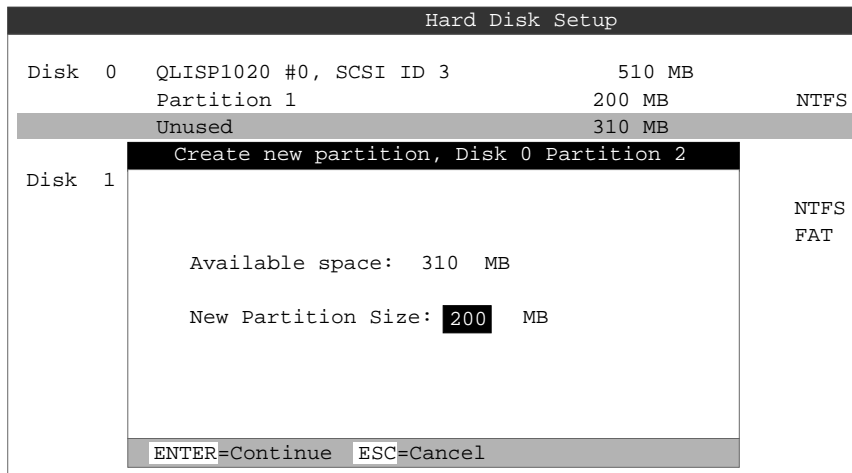 Hard Disk Setup
Disk 0 QLISP1020 #0, SCSI ID 3 510 MB
Partition 1 200 MB NTFS
Unused 310 MB
Create new partition, Disk 0 Partition 2
Disk 1
NTFS
FAT
Available space: 310 MB
New Partition Size: 200 MB
ENTER=Continue ESC=Cancel